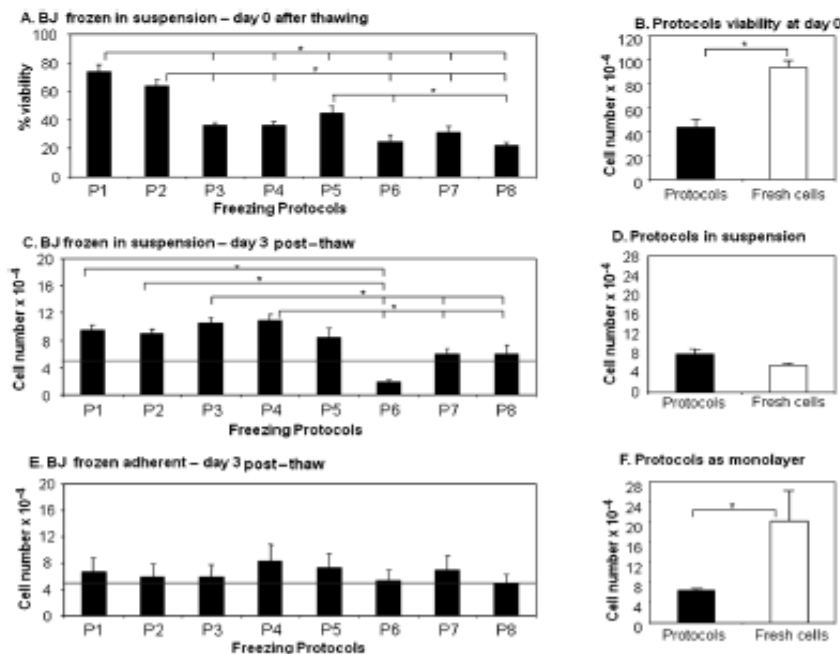 A. BJ frozen in suspension – day 0 after thawing
% viability
100
80
60
40
20
0
* * *
P1 P2 P3 P4 P5 P6 P7 P8
Freezing Protocols
B. Protocols viability at day 0
Cell number x 10-4
120
100
80
60
40
20
0
*
Protocols Fresh cells
C. BJ frozen in suspension – day 3 post–thaw
Cell number x 10-4
20
16
12
8
4
0
* * * *
P1 P2 P3 P4 P5 P6 P7 P8
Freezing Protocols
D. Protocols in suspension
Cell number x 10-4
28
24
20
16
12
8
4
0
Protocols Fresh cells
E. BJ frozen adherent – day 3 post–thaw
Cell number x 10-4
20
16
12
8
4
0
P1 P2 P3 P4 P5 P6 P7 P8
Freezing Protocols
F. Protocols as monolayer
Cell number x 10-4
28
24
20
16
12
8
4
0
*
Protocols Fresh cells